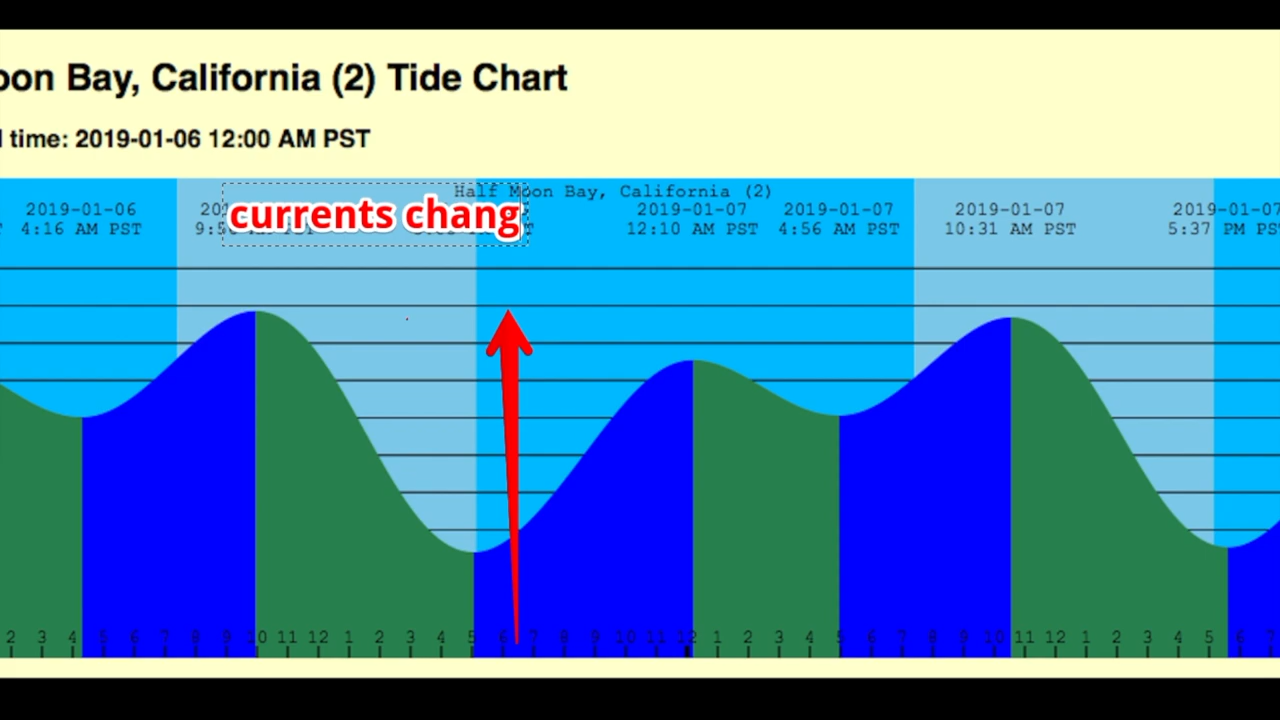 oon Bay, California (2) Tide Chart
l time: 2019-01-06 12:00 AM PST
Half Moon Bay, California (2)
currents chang
2019-01-06 2019-01-07 2019-01-07 2019-01-07 2019-01-07
4:16 AM PST 12:10 AM PST 4:56 AM PST 10:31 AM PST 5:37 PM PS
2 3 4 5 6 7 8 9 10 11 12 1 2 3 4 5 6 7 8 9 10 11 12 1 2 3 4 5 6 7 8 9 10 11 12 1 2 3 4 5 6 7